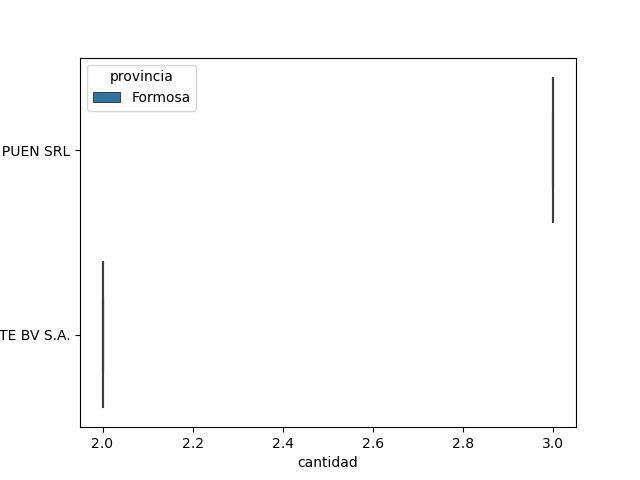 provincia
Formosa
PUEN SRL
TE BV S.A.
2.0
2.2
2.4
2.6
2.8
3.0
cantidad